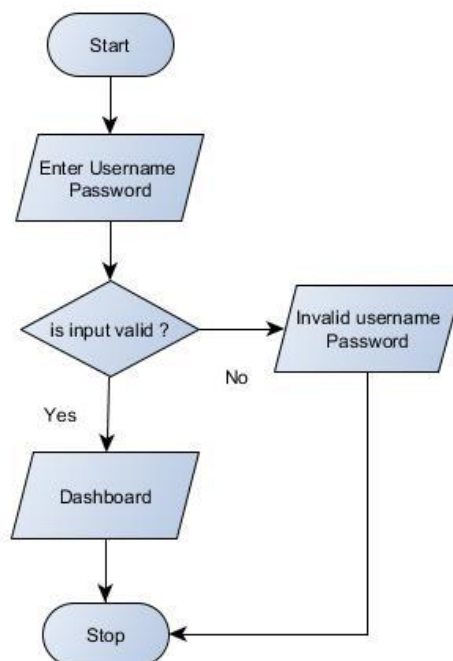 Start
Enter Username
Password
is input valid ?
Invalid username
Password
No
Yes
Dashboard
Stop